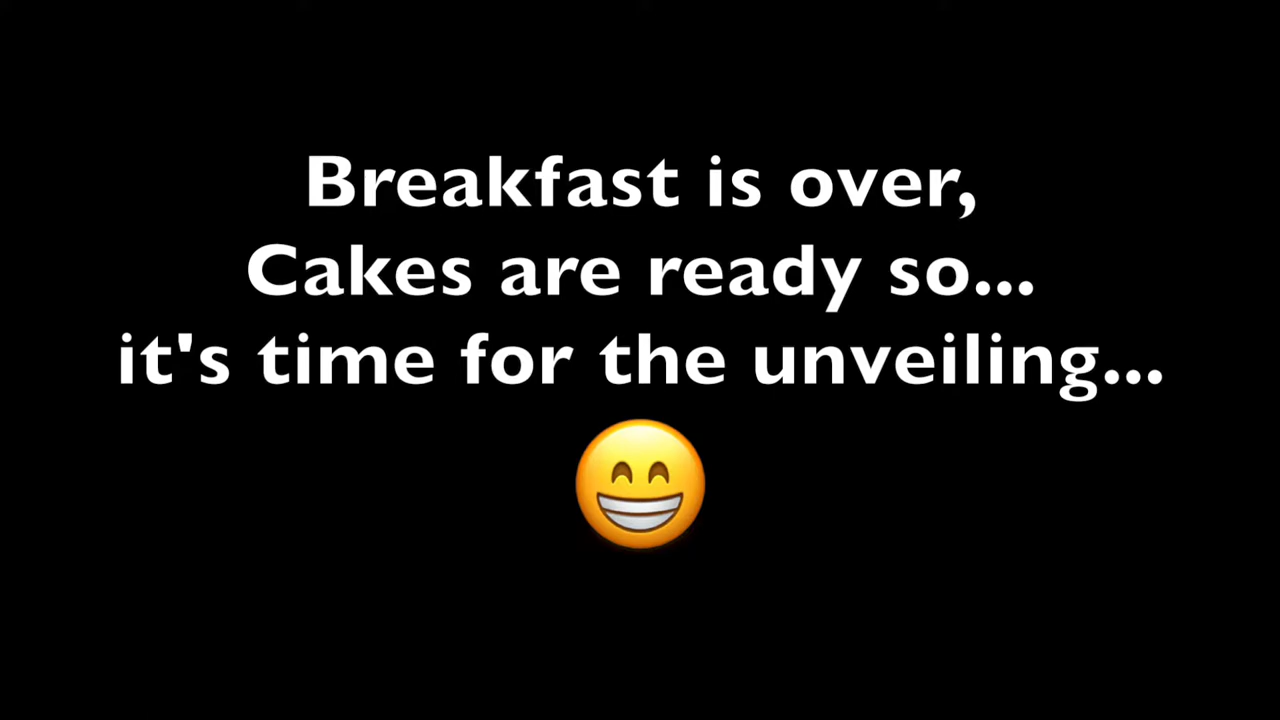 Breakfast is over,
Cakes are ready so...
it's time for the unveiling...
😁